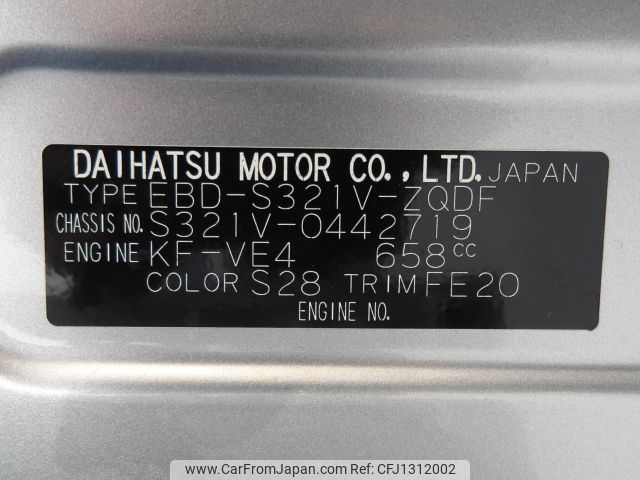 DAIHATSU MOTOR CO.,LTD. JAPAN
TYPE EBD-S321V-ZQDF
CHASSIS NO. S321V-0442719
ENGINE KF-VE4 658cc
COLOR S28 TRIM FE20
ENGINE NO.
www.CarFromJapan.com | REF ID:CFJ1312002